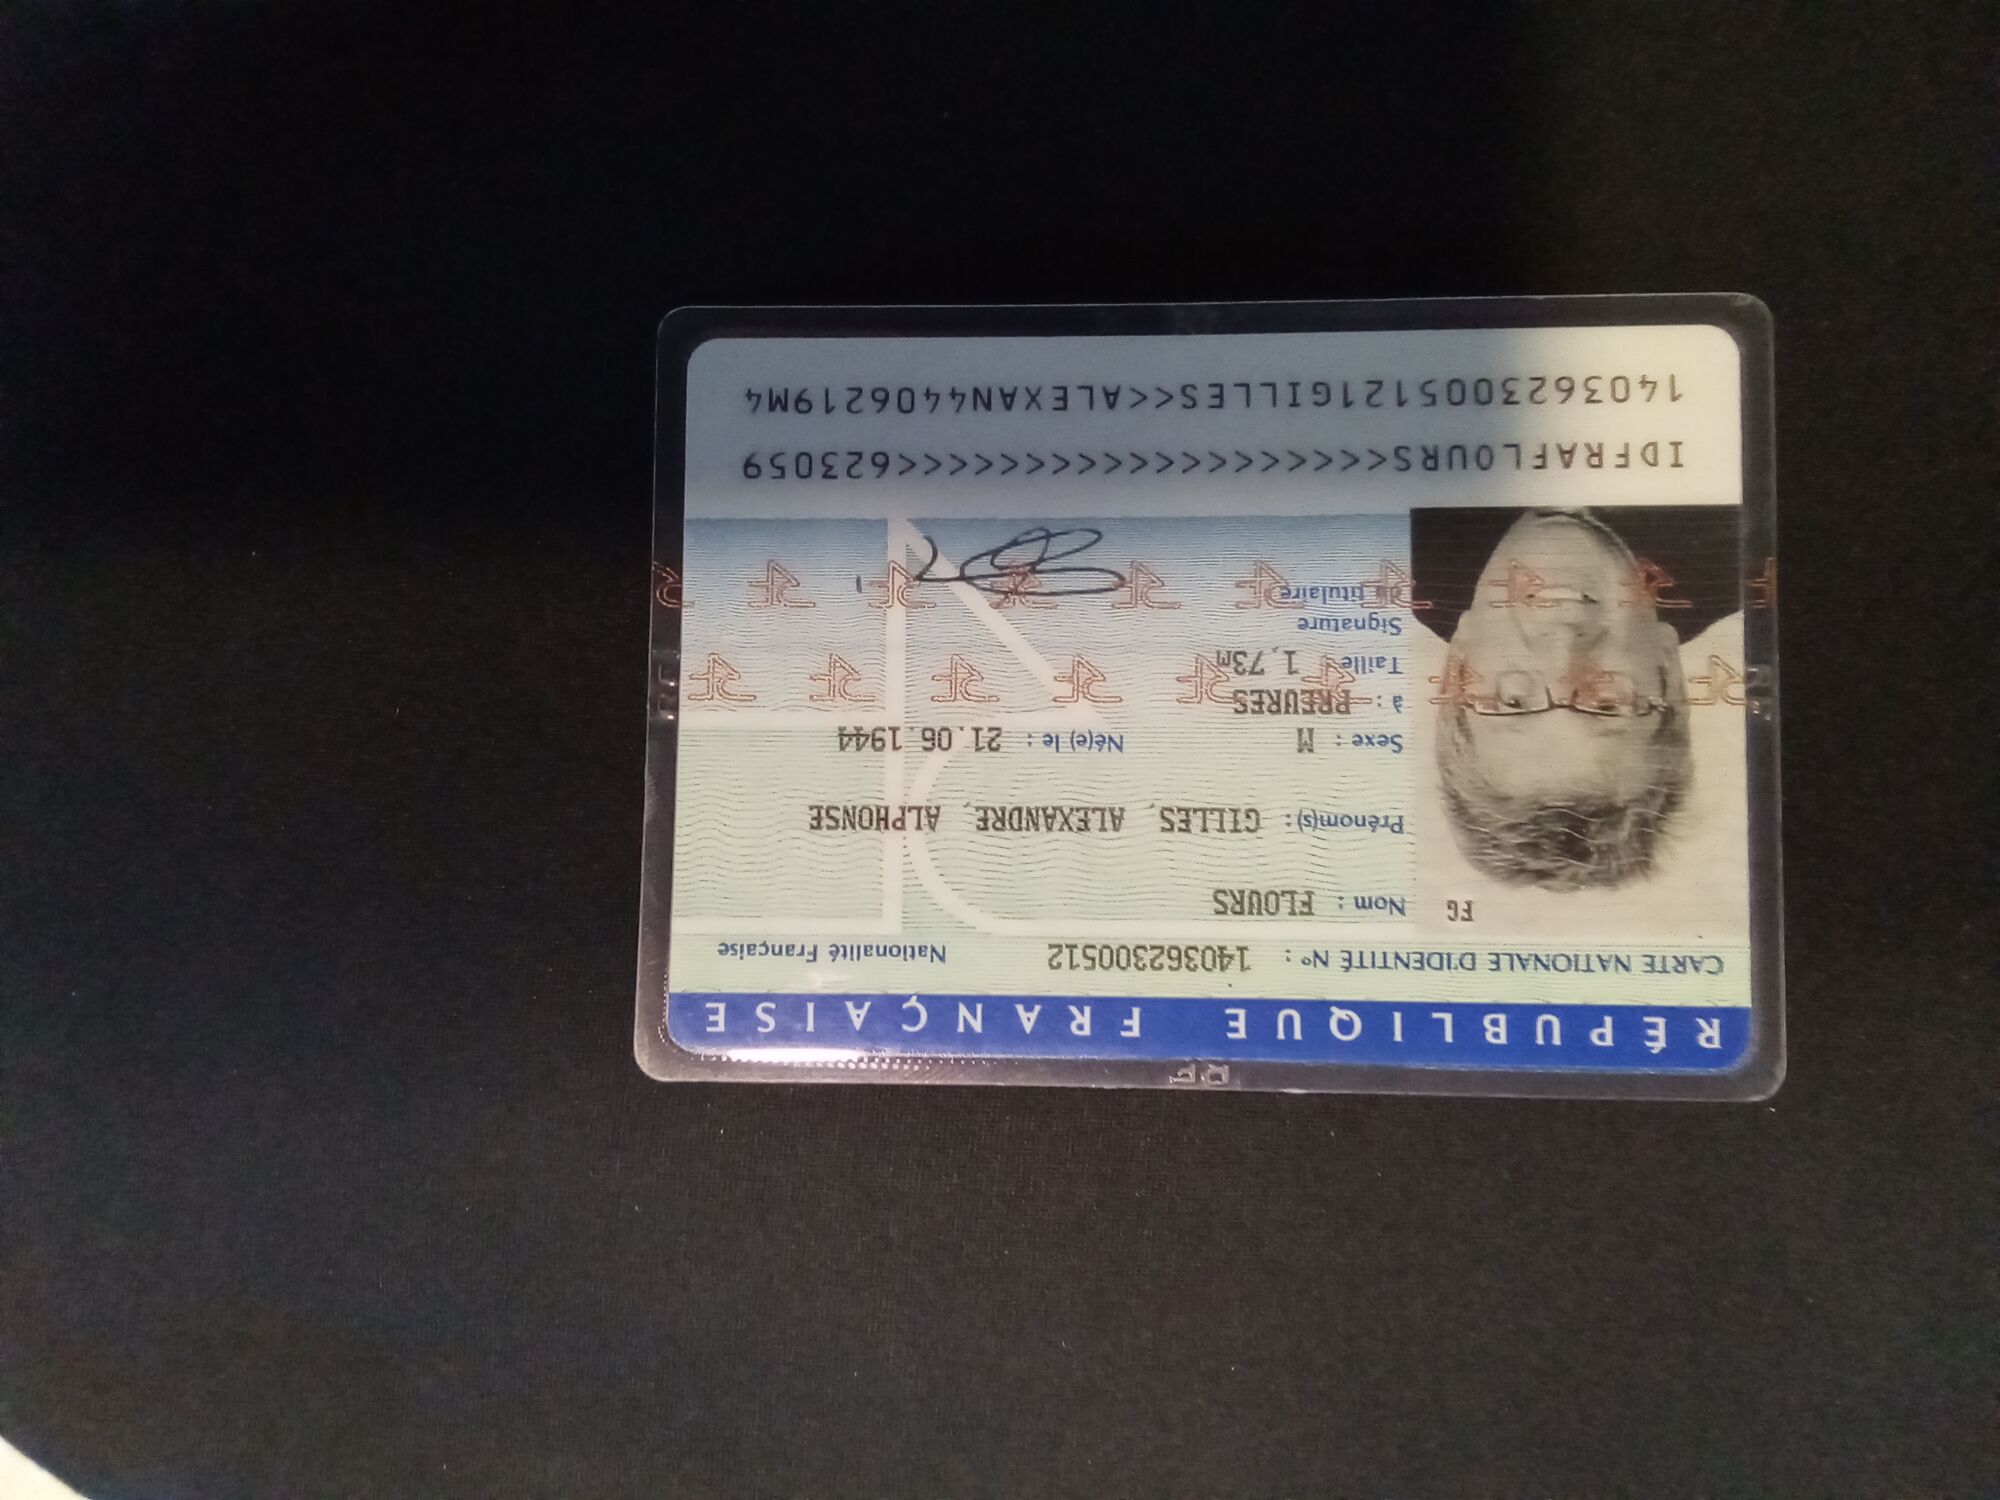 RÉPUBLIQUE FRANÇAISE
CARTE NATIONALE D'IDENTITÉ N° : 140362300512 Nationalité Française
FG
Nom : FLOURS
Prénom(s) : GILLES, ALEXANDRE, ALPHONSE
Sexe : M Né(e) le : 21.06.1944
à : PREURES
Taille : 1,73m
Signature
du titulaire
IDFRAFLOURS<<<<<<<<<<<<<<<<<<<623059
1403623005121GILLES<<ALEXAN4406219M4
RF